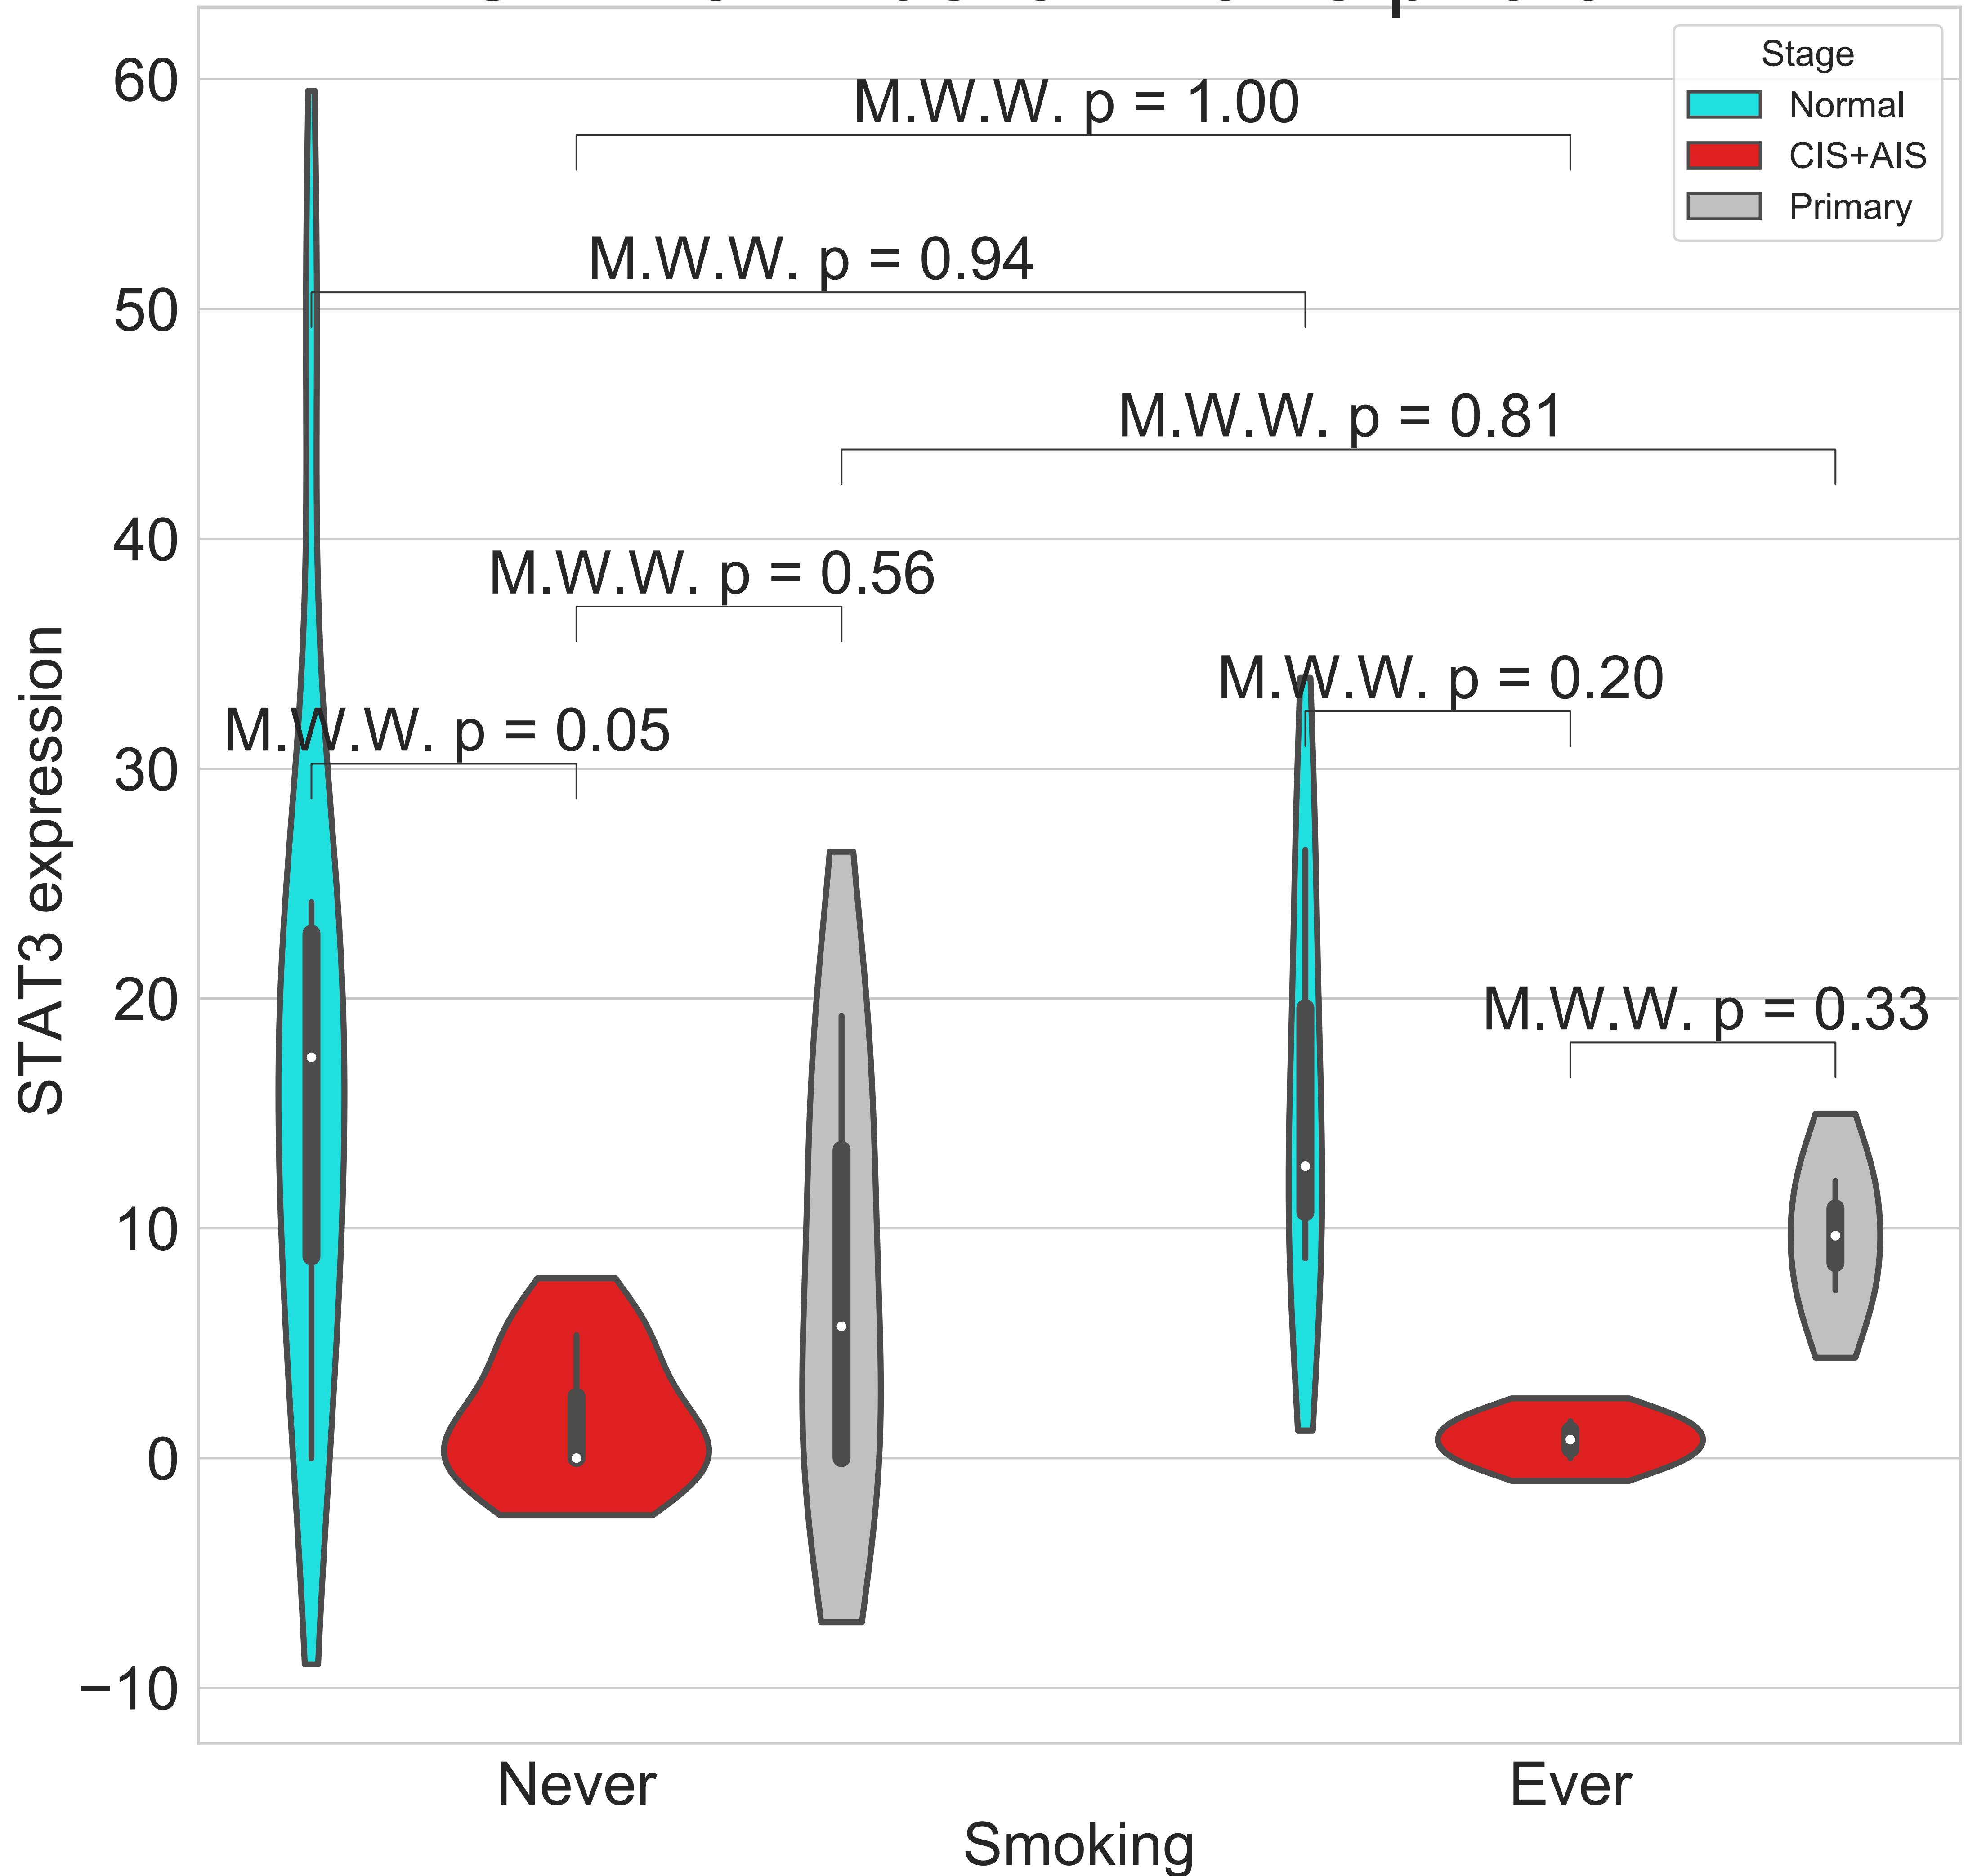 Stage
Normal
CIS+AIS
Primary
M.W.W. p = 1.00
M.W.W. p = 0.94
M.W.W. p = 0.81
M.W.W. p = 0.56
M.W.W. p = 0.20
M.W.W. p = 0.05
M.W.W. p = 0.33
STAT3 expression
60
50
40
30
20
10
0
−10
Never
Ever
Smoking